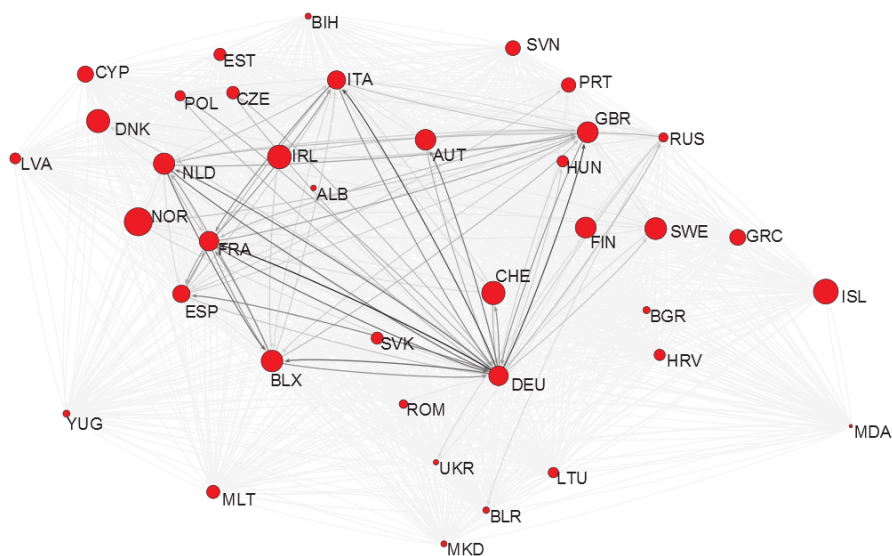 BIH
SVN
EST
CYP
ITA
PRT
POL
CZE
DNK
GBR
RUS
LVA
NLD
IRL
AUT
HUN
ALB
NOR
FRA
FIN
SWE
GRC
CHE
ISL
ESP
BGR
SVK
HRV
BLX
DEU
ROM
YUG
MDA
UKR
LTU
MLT
BLR
MKD